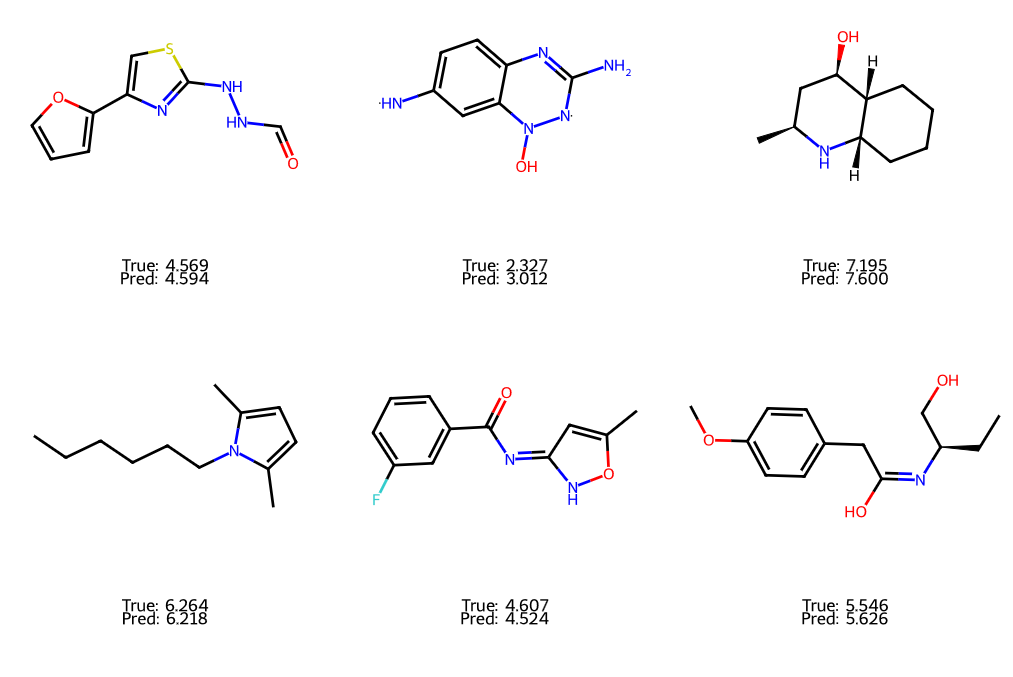 S
O
N
NH
HN
O
N
NH2
·HN
N·
N
OH
OH
H
N
H
H
True: 4.569
Pred: 4.594
True: 2.327
Pred: 3.012
True: 7.195
Pred: 7.600
N
O
N
O
N
H
F
OH
O
N
HO
True: 6.264
Pred: 6.218
True: 4.607
Pred: 4.524
True: 5.546
Pred: 5.626